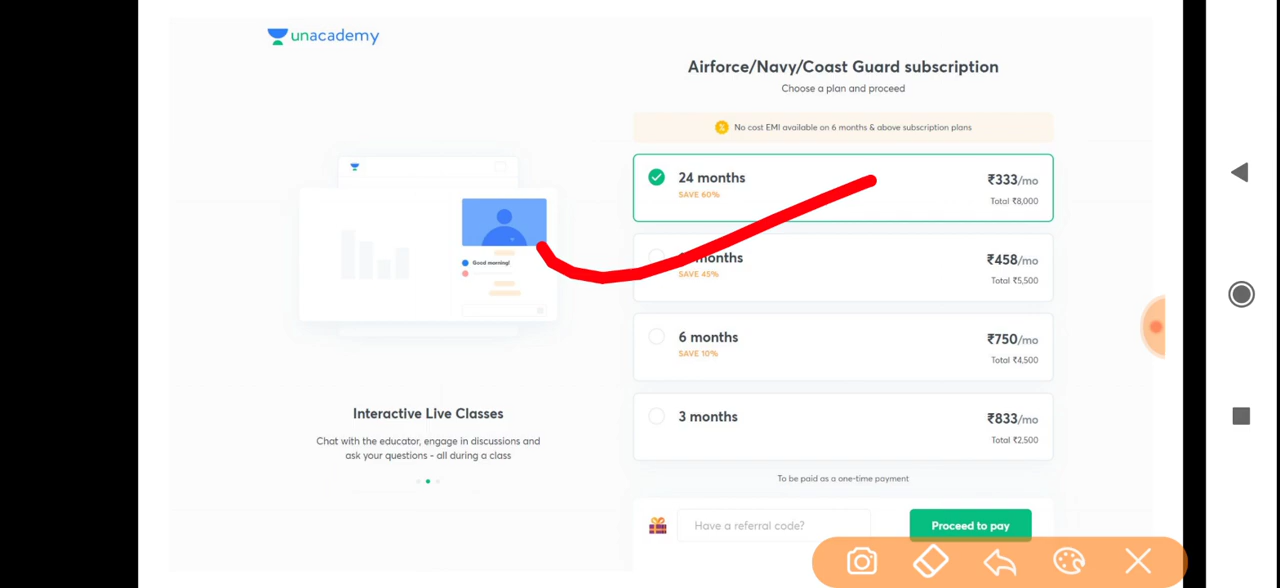 unacademy
Airforce/Navy/Coast Guard subscription
Choose a plan and proceed
No cost EMI available on 6 months & above subscription plans
24 months
SAVE 60%
₹333/mo
Total ₹8,000
months
SAVE 45%
₹458/mo
Total ₹5,500
6 months
SAVE 10%
₹750/mo
Total ₹4,500
3 months
₹833/mo
Total ₹2,500
To be paid as a one-time payment
Have a referral code?
Proceed to pay
Good morning!
Interactive Live Classes
Chat with the educator, engage in discussions and
ask your questions - all during a class